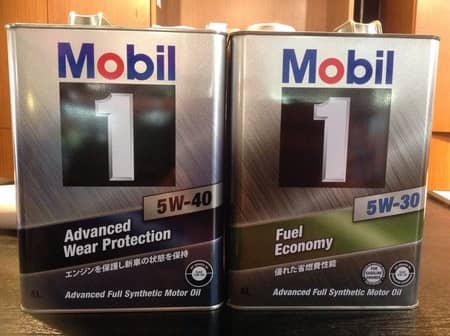 Mobil
1
5W-40
Advanced
Wear Protection
エンジンを保護し新車の状態を保持
4L
Advanced Full Synthetic Motor Oil
Mobil
1
5W-30
Fuel
Economy
優れた省燃費性能
4L
Advanced Full Synthetic Motor Oil